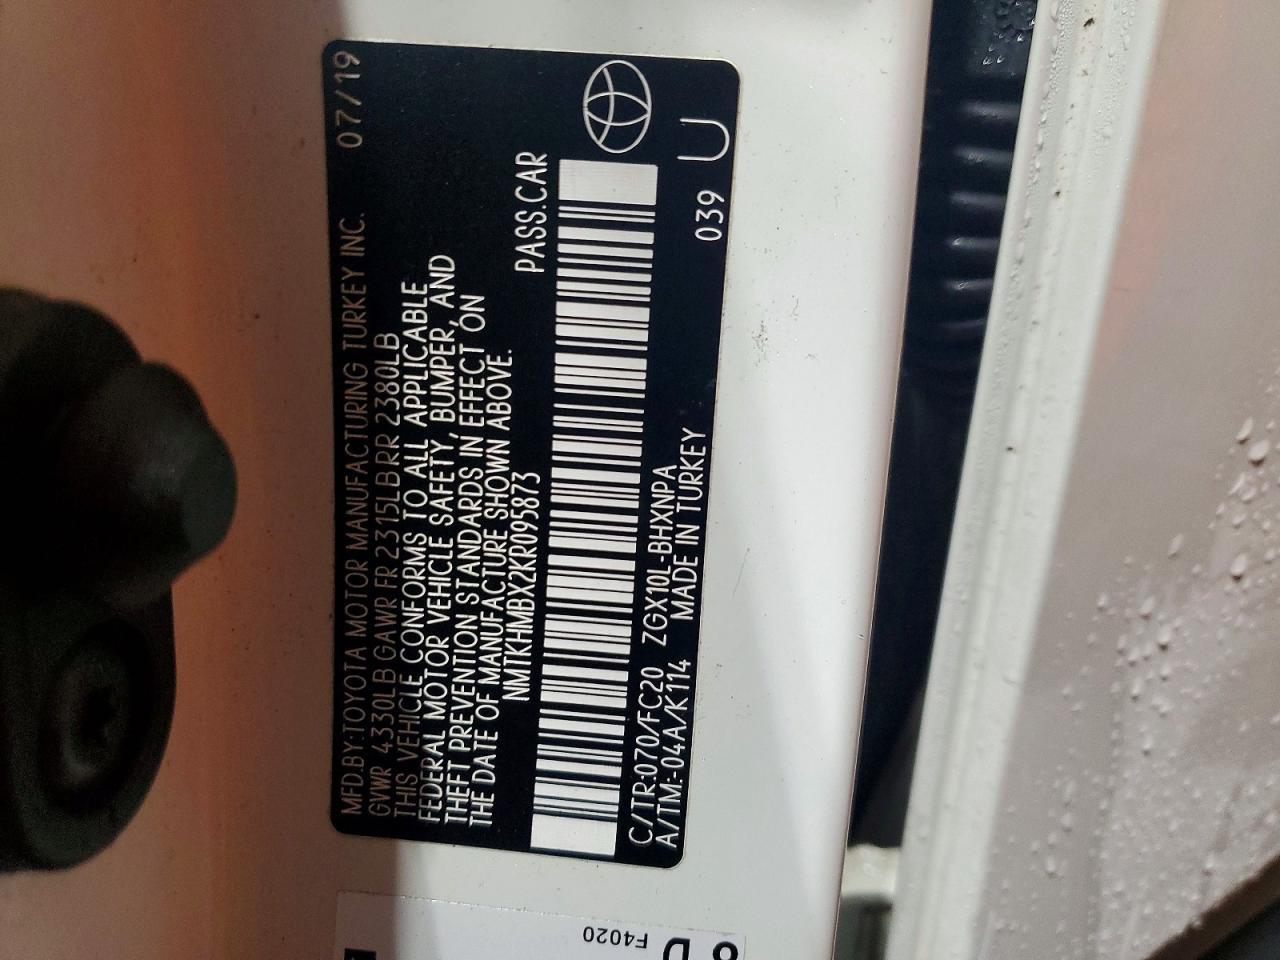 MFD.BY:TOYOTA MOTOR MANUFACTURING TURKEY INC. 07/19
GVWR 4330LB GAWR FR 2315LB RR 2380LB
THIS VEHICLE CONFORMS TO ALL APPLICABLE
FEDERAL MOTOR VEHICLE SAFETY, BUMPER, AND
THEFT PREVENTION STANDARDS IN EFFECT ON
THE DATE OF MANUFACTURE SHOWN ABOVE.
NMTKHMBX2KR095873 PASS.CAR
C/TR:070/FC20 ZGX10L-BHXNPA
A/TM:-04A/K114 MADE IN TURKEY 039 U
F4020